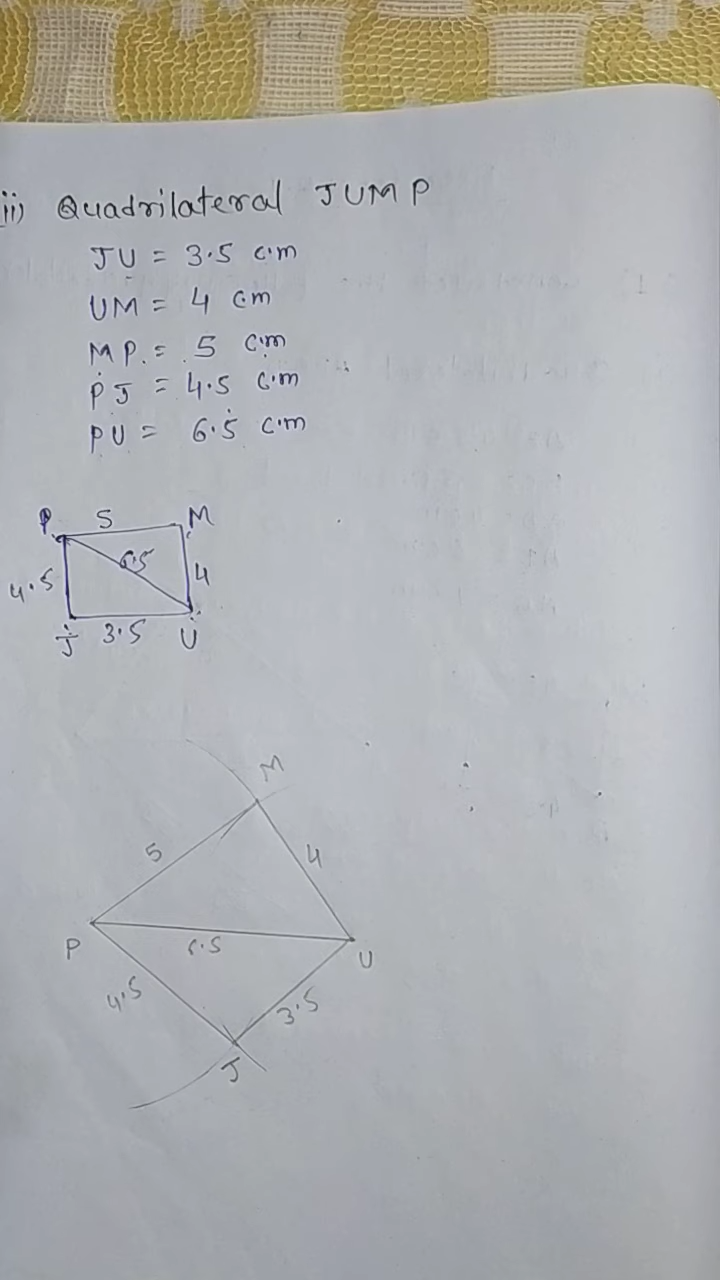 ii) Quadrilateral JUMP
JU = 3.5 cm
UM = 4 cm
MP = 5 cm
PJ = 4.5 cm
PU = 6.5 cm
P 5 M
4.5 6.5 4
J 3.5 U
M
5 4
P 6.5 U
4.5 3.5
J